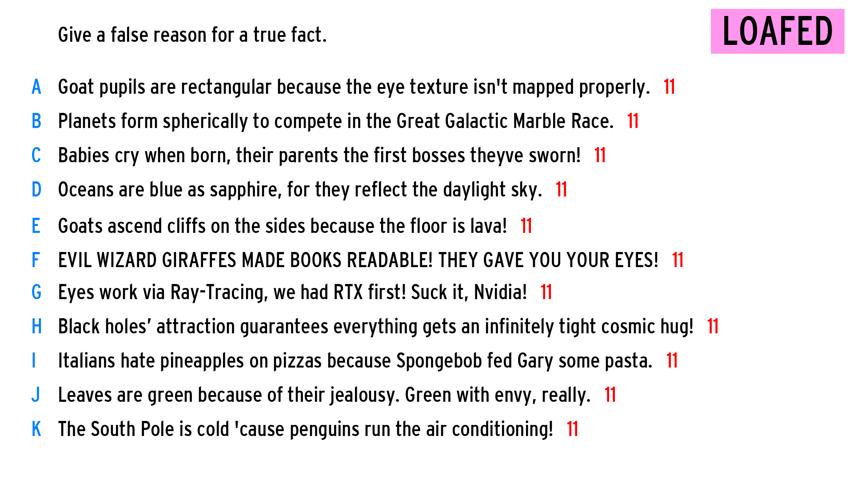 Give a false reason for a true fact.
LOAFED
A Goat pupils are rectangular because the eye texture isn't mapped properly. 11
B Planets form spherically to compete in the Great Galactic Marble Race. 11
C Babies cry when born, their parents the first bosses theyve sworn! 11
D Oceans are blue as sapphire, for they reflect the daylight sky. 11
E Goats ascend cliffs on the sides because the floor is lava! 11
F EVIL WIZARD GIRAFFES MADE BOOKS READABLE! THEY GAVE YOU YOUR EYES! 11
G Eyes work via Ray-Tracing, we had RTX first! Suck it, Nvidia! 11
H Black holes’ attraction guarantees everything gets an infinitely tight cosmic hug! 11
I Italians hate pineapples on pizzas because Spongebob fed Gary some pasta. 11
J Leaves are green because of their jealousy. Green with envy, really. 11
K The South Pole is cold 'cause penguins run the air conditioning! 11